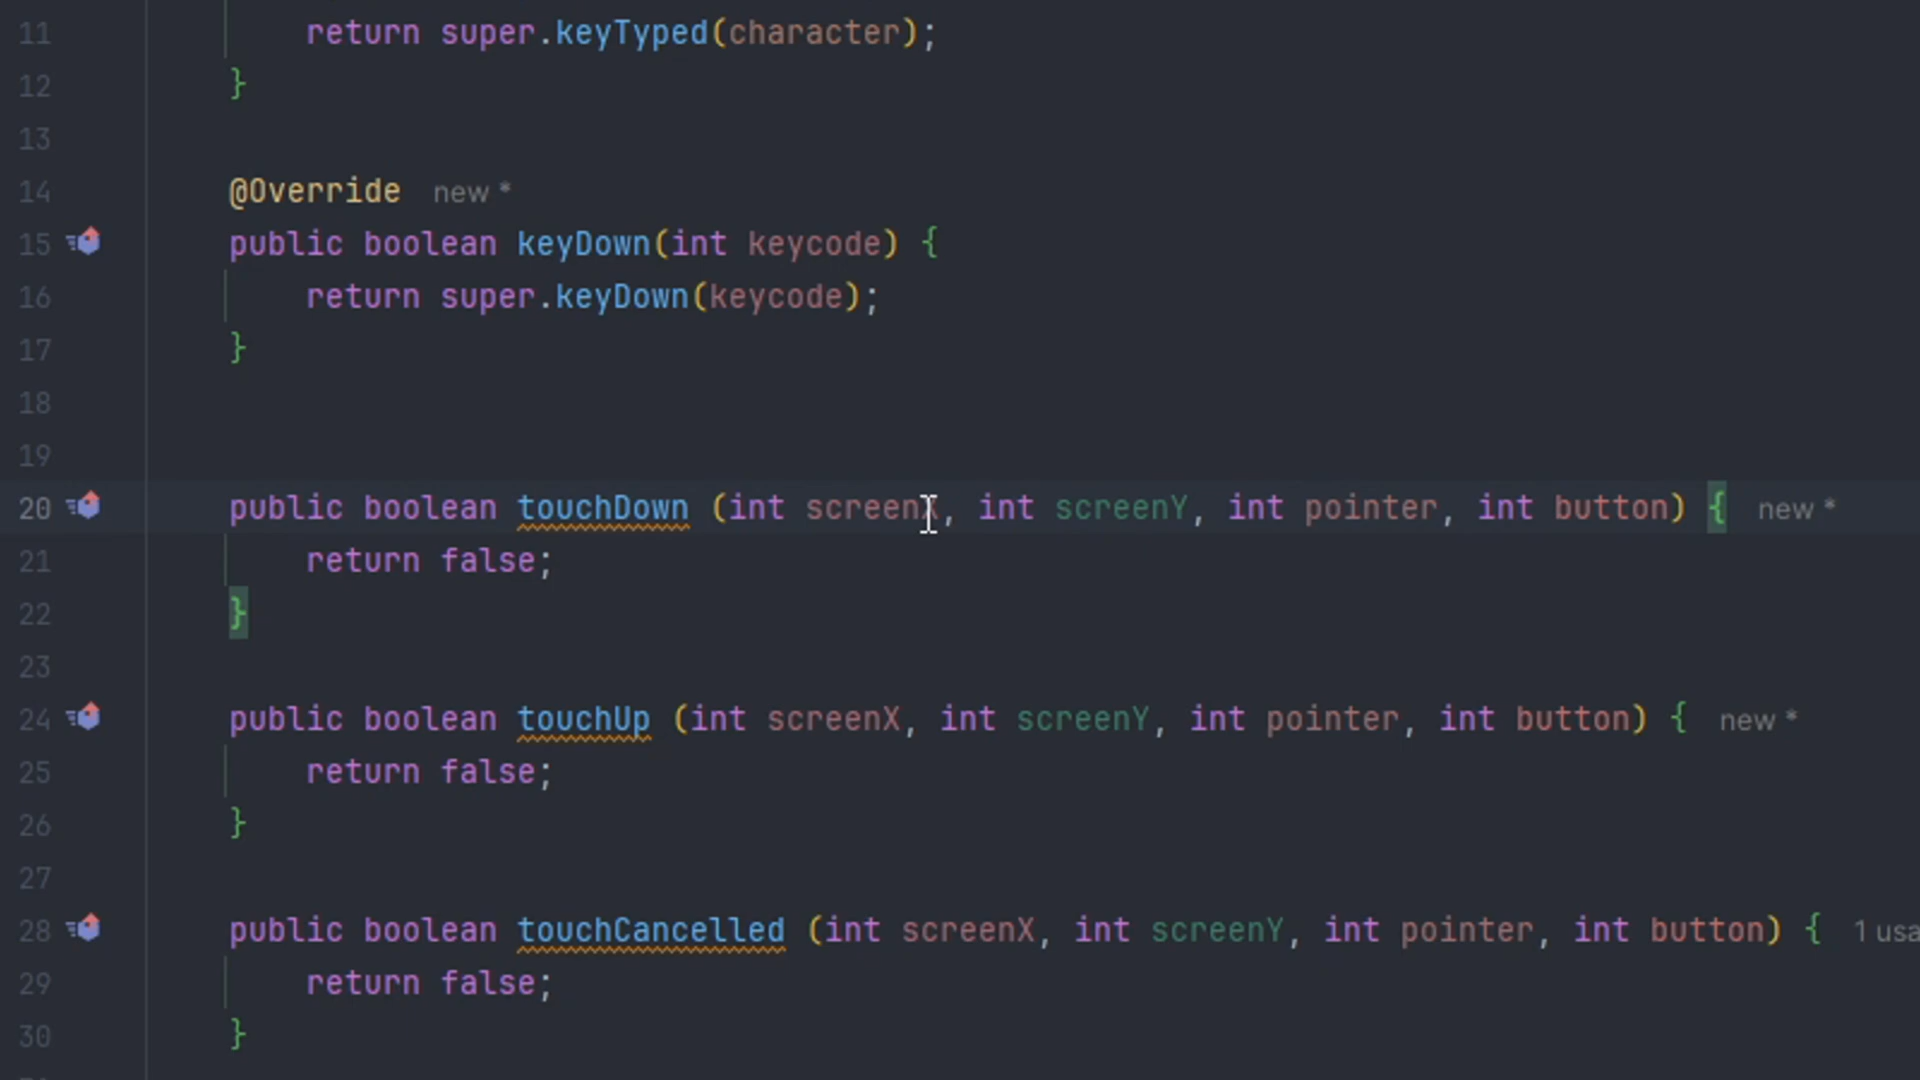 11 return super.keyTyped(character);
12 }
13
14 @Override new *
15 public boolean keyDown(int keycode) {
16 return super.keyDown(keycode);
17 }
18
19
20 public boolean touchDown (int screenX, int screenY, int pointer, int button) { new *
21 return false;
22 }
23
24 public boolean touchUp (int screenX, int screenY, int pointer, int button) { new *
25 return false;
26 }
27
28 public boolean touchCancelled (int screenX, int screenY, int pointer, int button) { 1 usa
29 return false;
30 }